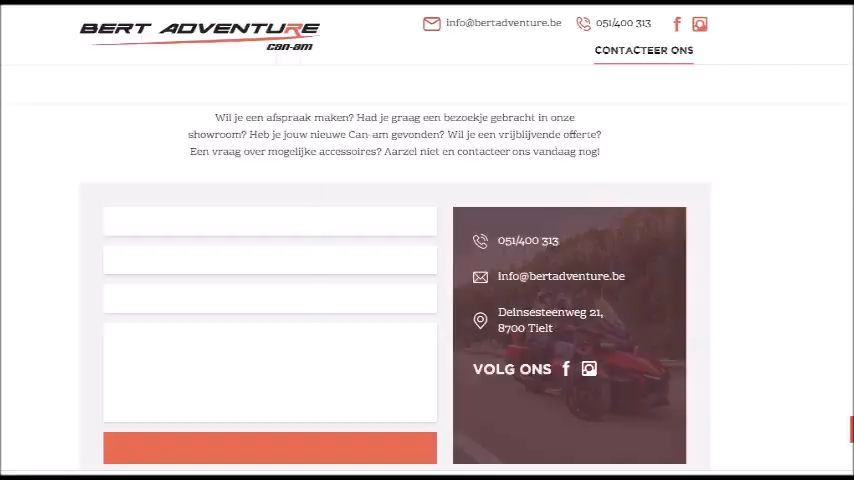 BERT ADVENTURE
can-am
info@bertadventure.be
051/400 313
CONTACTEER ONS
Wil je een afspraak maken? Had je graag een bezoekje gebracht in onze
showroom? Heb je jouw nieuwe Can-am gevonden? Wil je een vrijblijvende offerte?
Een vraag over mogelijke accessoires? Aarzel niet en contacteer ons vandaag nog!
051/400 313
info@bertadventure.be
Deinsesteenweg 21,
8700 Tielt
VOLG ONS